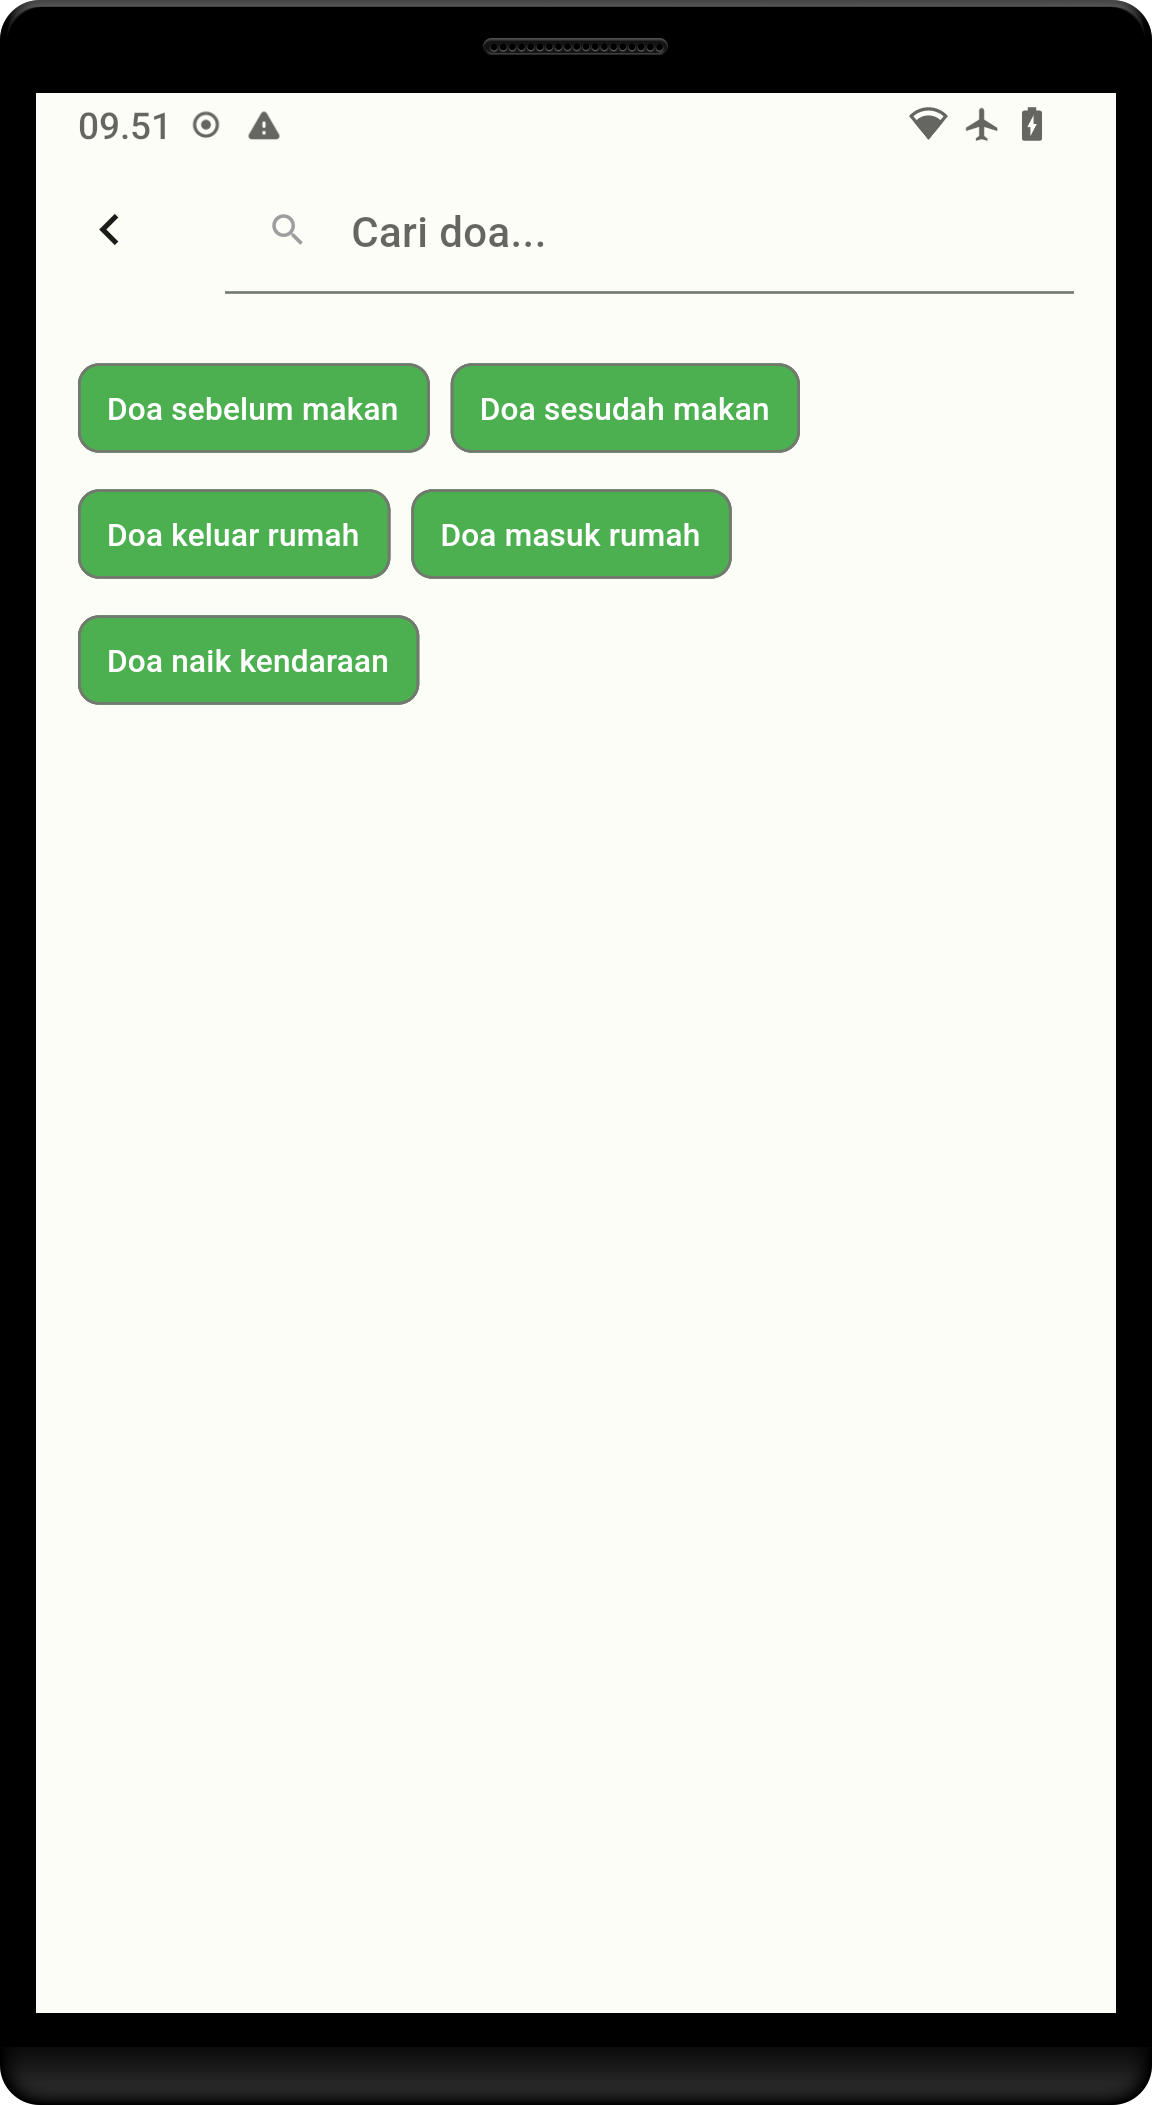 09.51
Cari doa...
Doa sebelum makan
Doa sesudah makan
Doa keluar rumah
Doa masuk rumah
Doa naik kendaraan